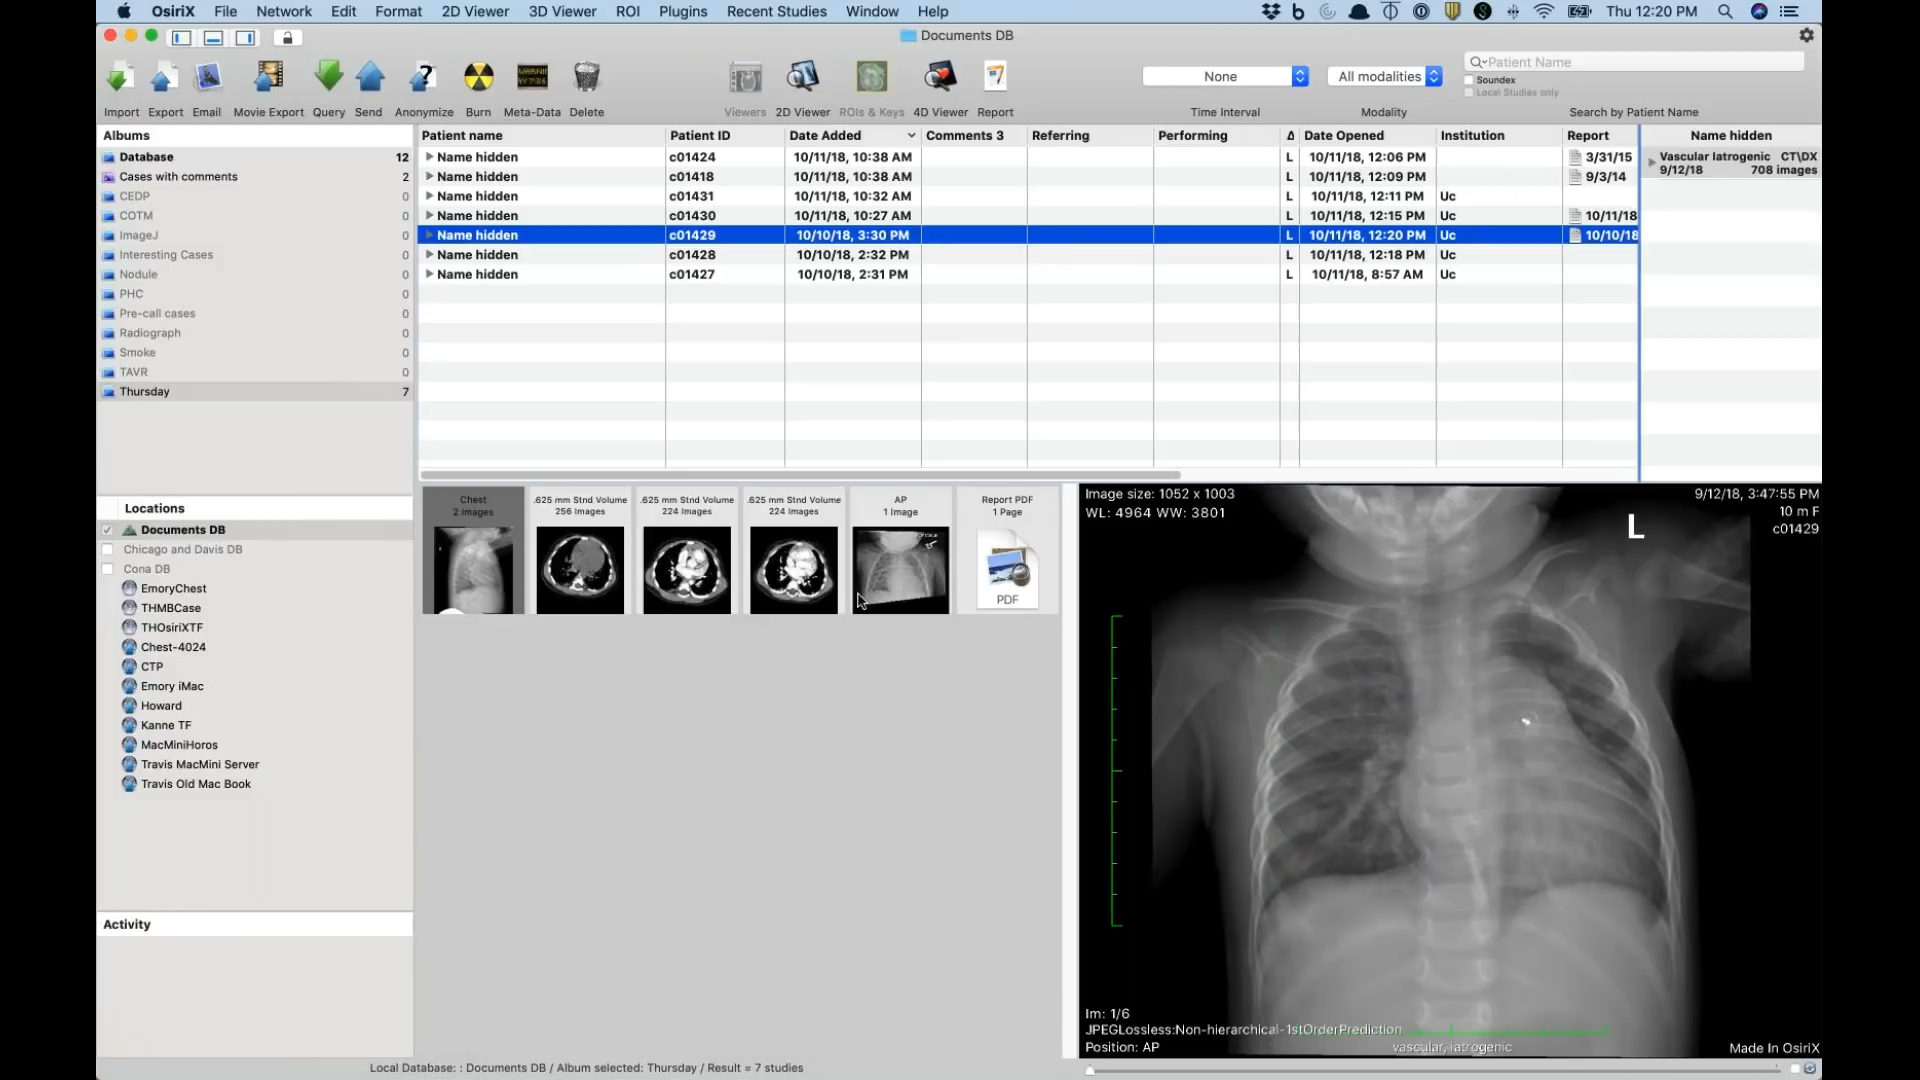 OsiriX File Network Edit Format 2D Viewer 3D Viewer ROI Plugins Recent Studies Window Help Thu 12:20 PM
Documents DB
None All modalities Patient Name
Soundex
Local Studies only
Import Export Email Movie Export Query Send Anonymize Burn Meta-Data Delete Viewers 2D Viewer ROIs & Keys 4D Viewer Report Time Interval Modality Search by Patient Name
Albums
Database 12
Cases with comments 2
CEDP 0
COTM 0
ImageJ 0
Interesting Cases 0
Nodule 0
PHC 0
Pre-call cases 0
Radiograph 0
Smoke 0
TAVR 0
Thursday 7
Patient name Patient ID Date Added Comments 3 Referring Performing Δ Date Opened Institution Report
Name hidden c01424 10/11/18, 10:38 AM L 10/11/18, 12:06 PM 3/31/15
Name hidden c01418 10/11/18, 10:38 AM L 10/11/18, 12:09 PM 9/3/14
Name hidden c01431 10/11/18, 10:32 AM L 10/11/18, 12:11 PM Uc
Name hidden c01430 10/11/18, 10:27 AM L 10/11/18, 12:15 PM Uc 10/11/18
Name hidden c01429 10/10/18, 3:30 PM L 10/11/18, 12:20 PM Uc 10/10/18
Name hidden c01428 10/10/18, 2:32 PM L 10/11/18, 12:18 PM Uc
Name hidden c01427 10/10/18, 2:31 PM L 10/11/18, 8:57 AM Uc
Name hidden
Vascular Iatrogenic CT\DX
9/12/18 708 images
Locations
Documents DB
Chicago and Davis DB
Cona DB
EmoryChest
THMBCase
THOsiriXTF
Chest-4024
CTP
Emory iMac
Howard
Kanne TF
MacMiniHoros
Travis MacMini Server
Travis Old Mac Book
Activity
Chest
2 Images
.625 mm Stnd Volume
256 Images
.625 mm Stnd Volume
224 Images
.625 mm Stnd Volume
224 Images
AP
1 Image
Report PDF
1 Page
PDF
Image size: 1052 x 1003
WL: 4964 WW: 3801
9/12/18, 3:47:55 PM
10 m F
c01429
L
Im: 1/6
JPEGLossless:Non-hierarchical-1stOrderPrediction
Position: AP
vascular, iatrogenic
Made In OsiriX
Local Database: : Documents DB / Album selected: Thursday / Result = 7 studies